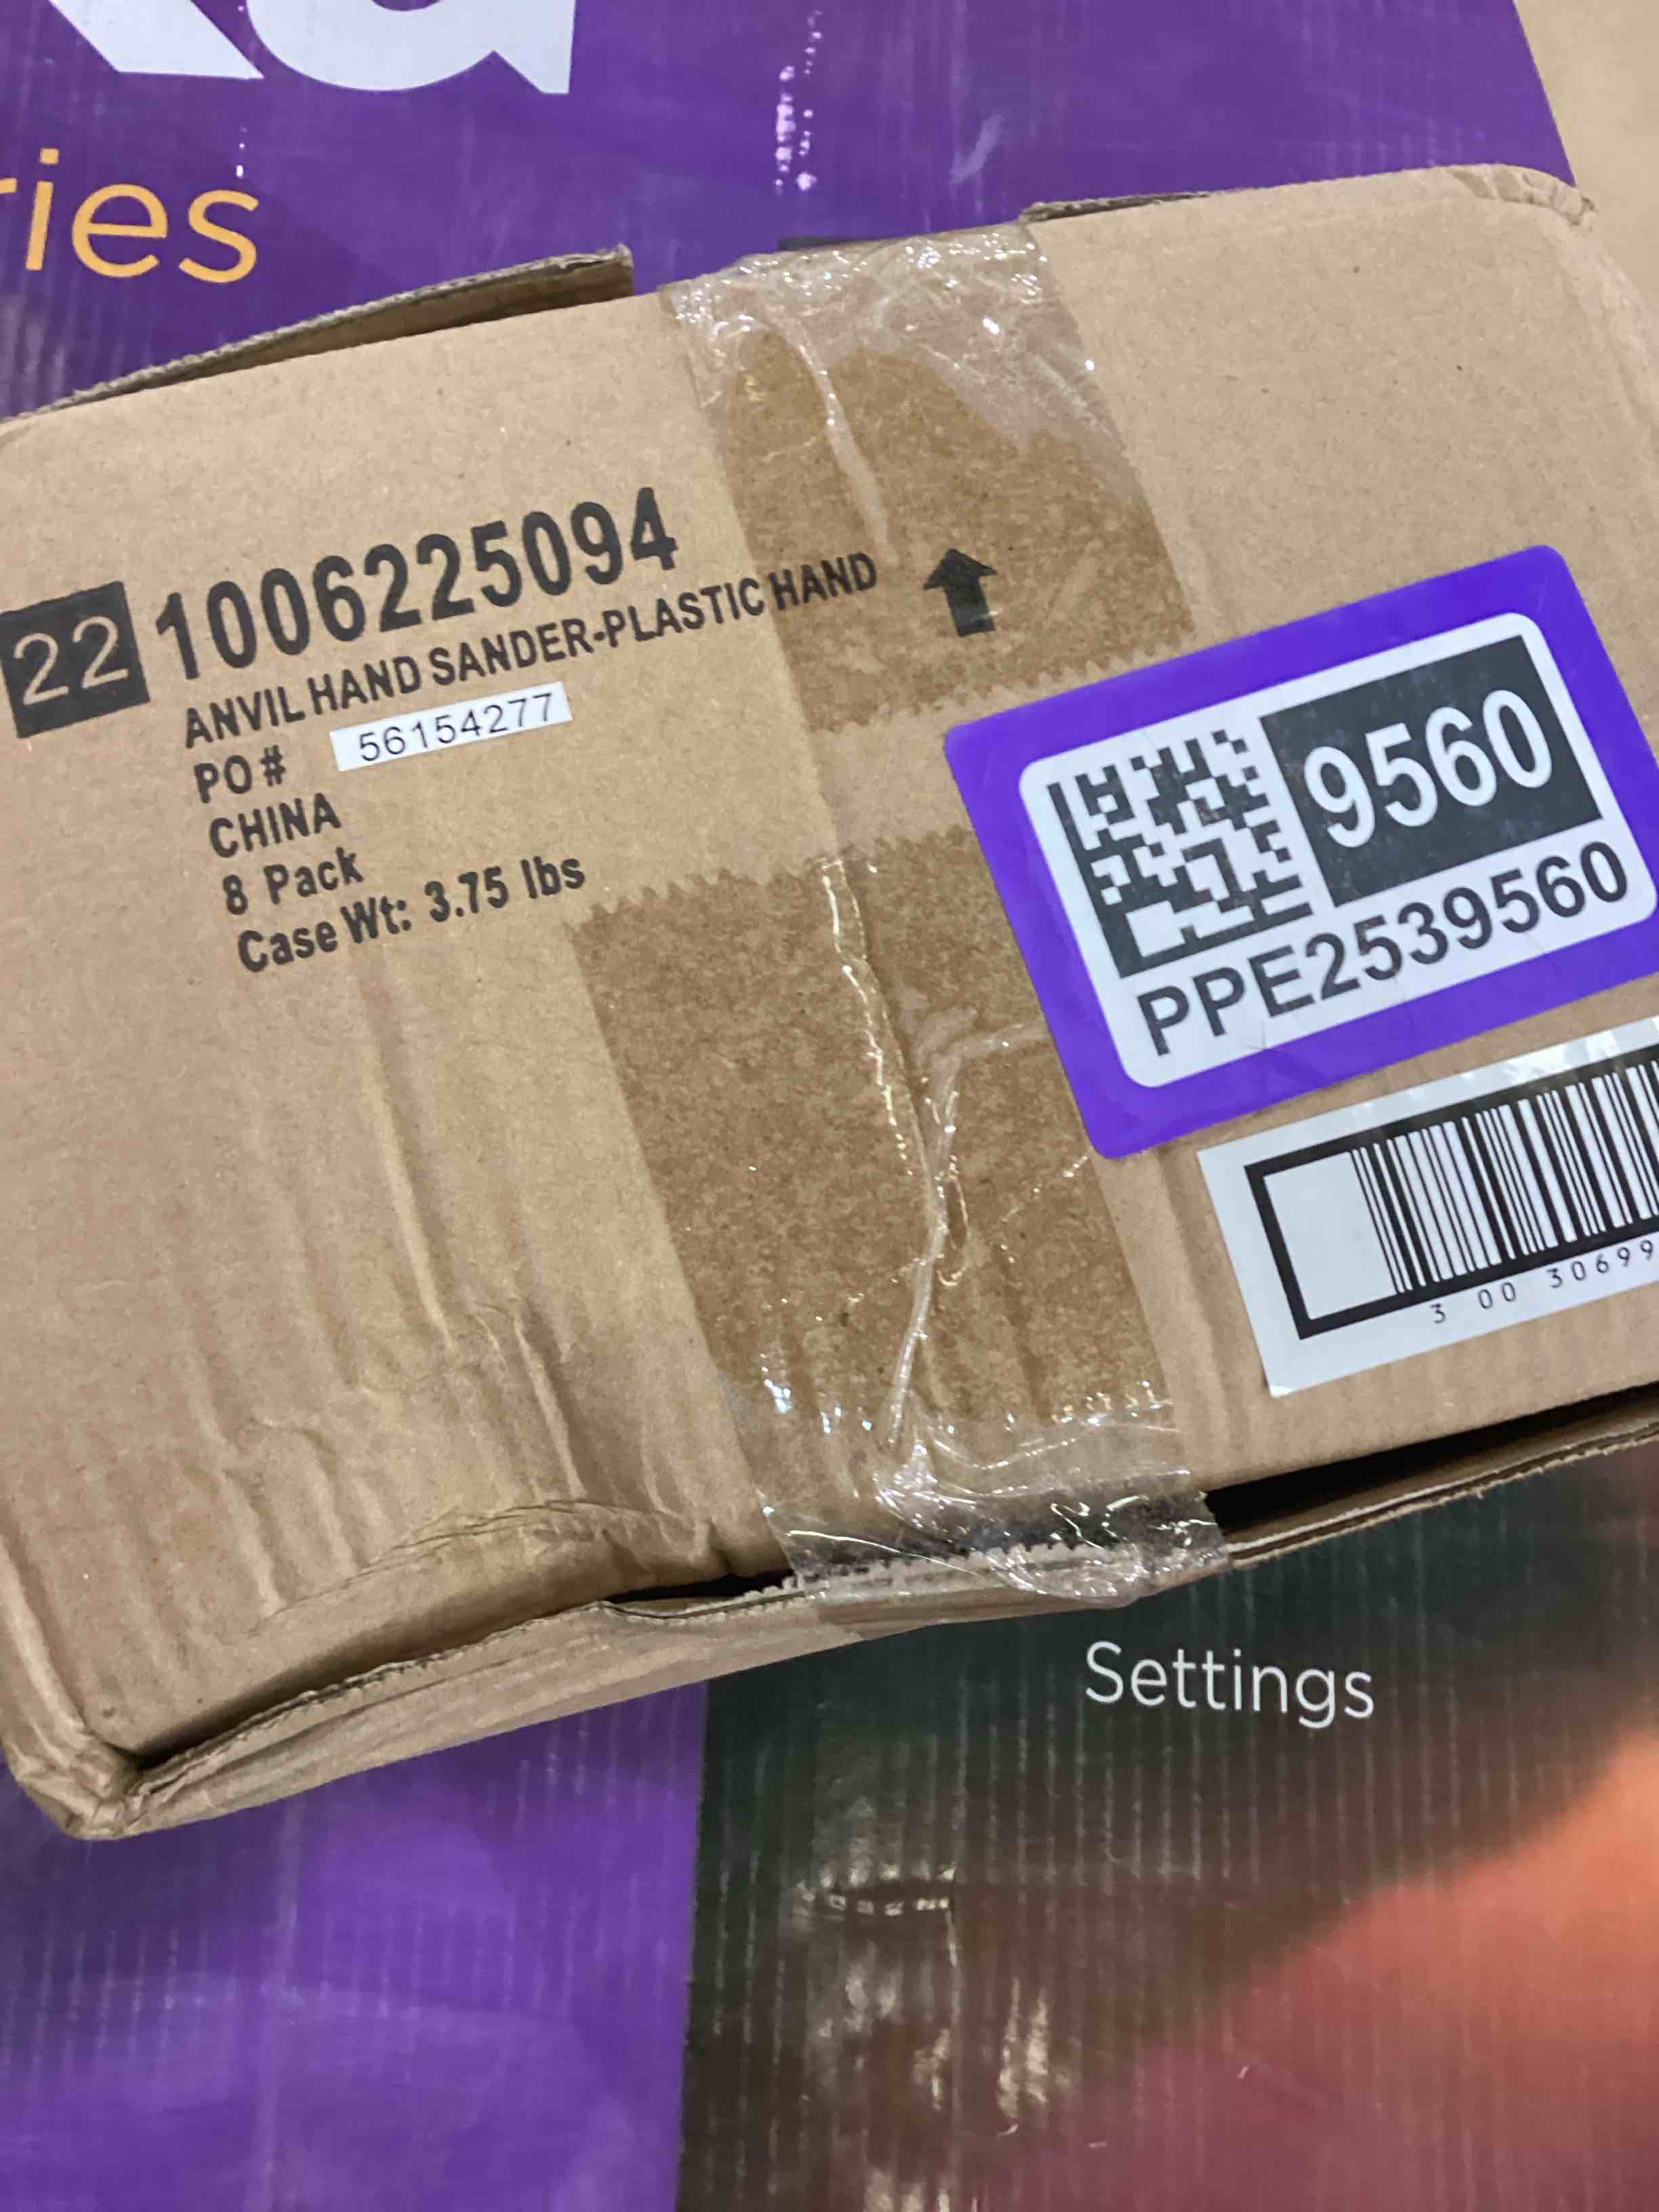 ries
22 1006225094
ANVIL HAND SANDER-PLASTIC HAND
PO# 56154277
CHINA
8 Pack
Case Wt: 3.75 lbs
9560
PPE2539560
3 00 30699
Settings